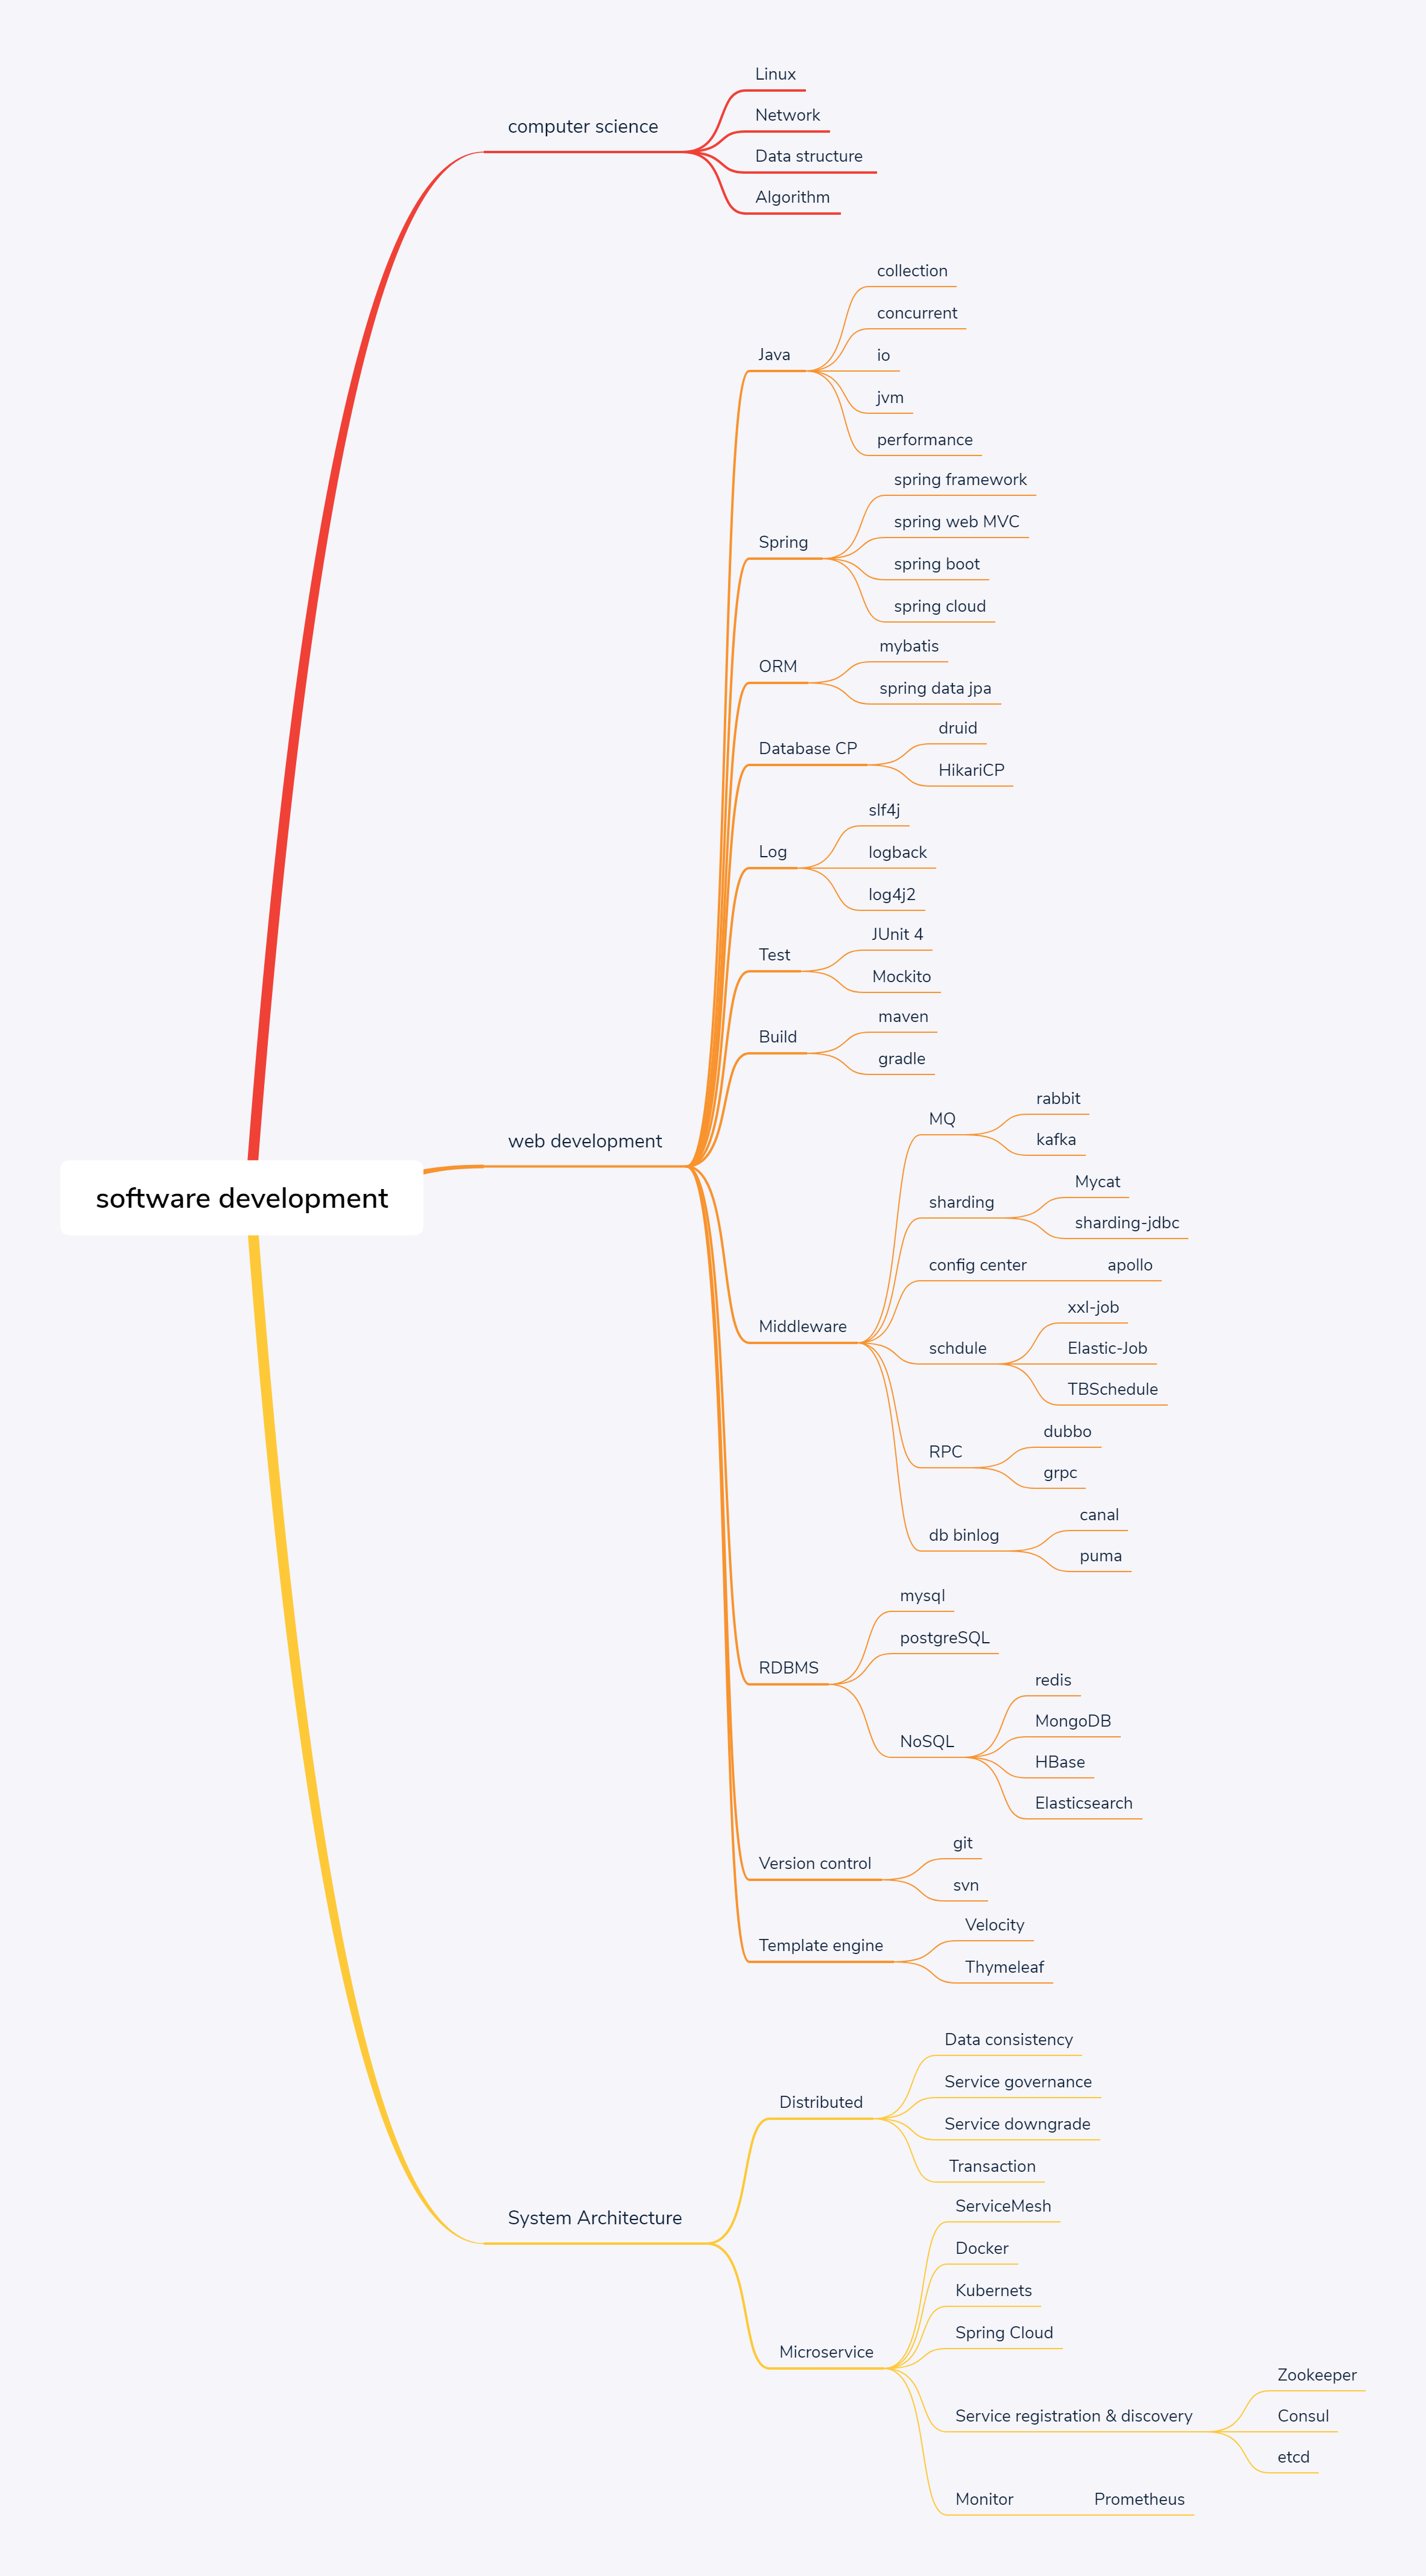 software development
computer science
Linux
Network
Data structure
Algorithm
web development
Java
collection
concurrent
io
jvm
performance
Spring
spring framework
spring web MVC
spring boot
spring cloud
ORM
mybatis
spring data jpa
Database CP
druid
HikariCP
Log
slf4j
logback
log4j2
Test
JUnit 4
Mockito
Build
maven
gradle
Middleware
MQ
rabbit
kafka
sharding
Mycat
sharding-jdbc
config center
apollo
schdule
xxl-job
Elastic-Job
TBSchedule
RPC
dubbo
grpc
db binlog
canal
puma
RDBMS
mysql
postgreSQL
NoSQL
redis
MongoDB
HBase
Elasticsearch
Version control
git
svn
Template engine
Velocity
Thymeleaf
System Architecture
Distributed
Data consistency
Service governance
Service downgrade
Transaction
Microservice
ServiceMesh
Docker
Kubernets
Spring Cloud
Service registration & discovery
Zookeeper
Consul
etcd
Monitor
Prometheus